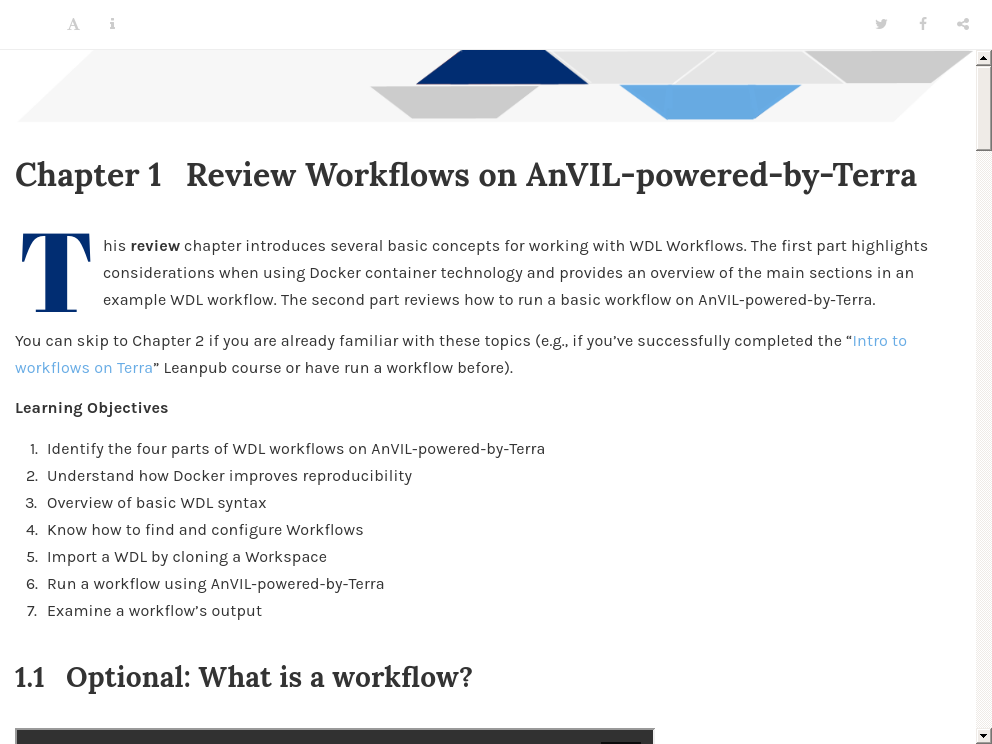 A i
Chapter 1 Review Workflows on AnVIL-powered-by-Terra
This review chapter introduces several basic concepts for working with WDL Workflows. The first part highlights
considerations when using Docker container technology and provides an overview of the main sections in an
example WDL workflow. The second part reviews how to run a basic workflow on AnVIL-powered-by-Terra.
You can skip to Chapter 2 if you are already familiar with these topics (e.g., if you’ve successfully completed the “Intro to
workflows on Terra” Leanpub course or have run a workflow before).
Learning Objectives
1. Identify the four parts of WDL workflows on AnVIL-powered-by-Terra
2. Understand how Docker improves reproducibility
3. Overview of basic WDL syntax
4. Know how to find and configure Workflows
5. Import a WDL by cloning a Workspace
6. Run a workflow using AnVIL-powered-by-Terra
7. Examine a workflow’s output
1.1 Optional: What is a workflow?